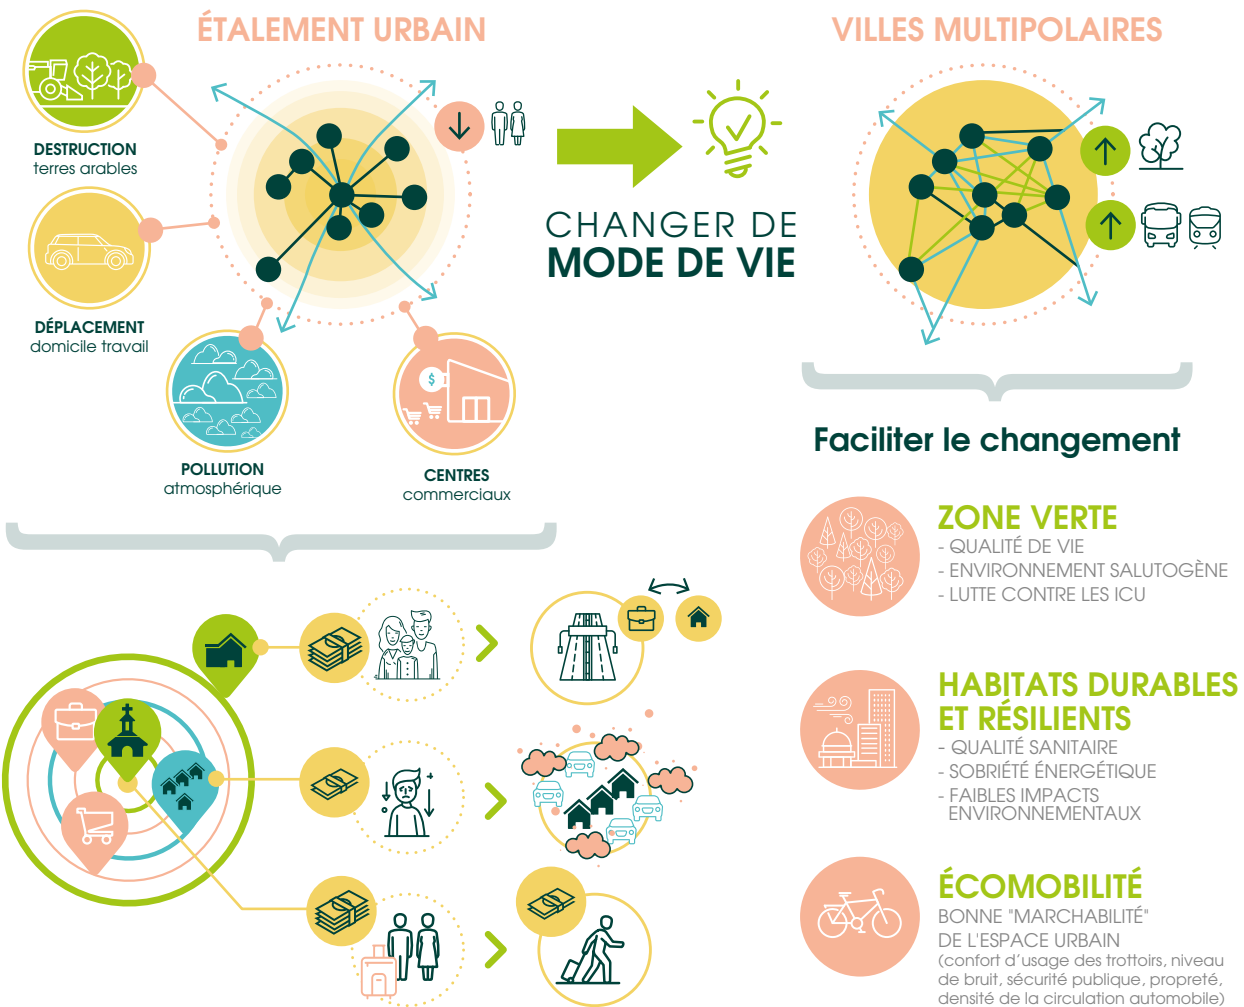 ÉTALEMENT URBAIN
DESTRUCTION
terres arables
DÉPLACEMENT
domicile travail
POLLUTION
atmosphérique
$
CENTRES
commerciaux
CHANGER DE
MODE DE VIE
VILLES MULTIPOLAIRES
Faciliter le changement
ZONE VERTE
- QUALITÉ DE VIE
- ENVIRONNEMENT SALUTOGÈNE
- LUTTE CONTRE LES ICU
HABITATS DURABLES
ET RÉSILIENTS
- QUALITÉ SANITAIRE
- SOBRIÉTÉ ÉNERGÉTIQUE
- FAIBLES IMPACTS
ENVIRONNEMENTAUX
ÉCOMOBILITÉ
BONNE "MARCHABILITÉ"
DE L'ESPACE URBAIN
(confort d'usage des trottoirs, niveau
de bruit, sécurité publique, propreté,
densité de la circulation automobile)